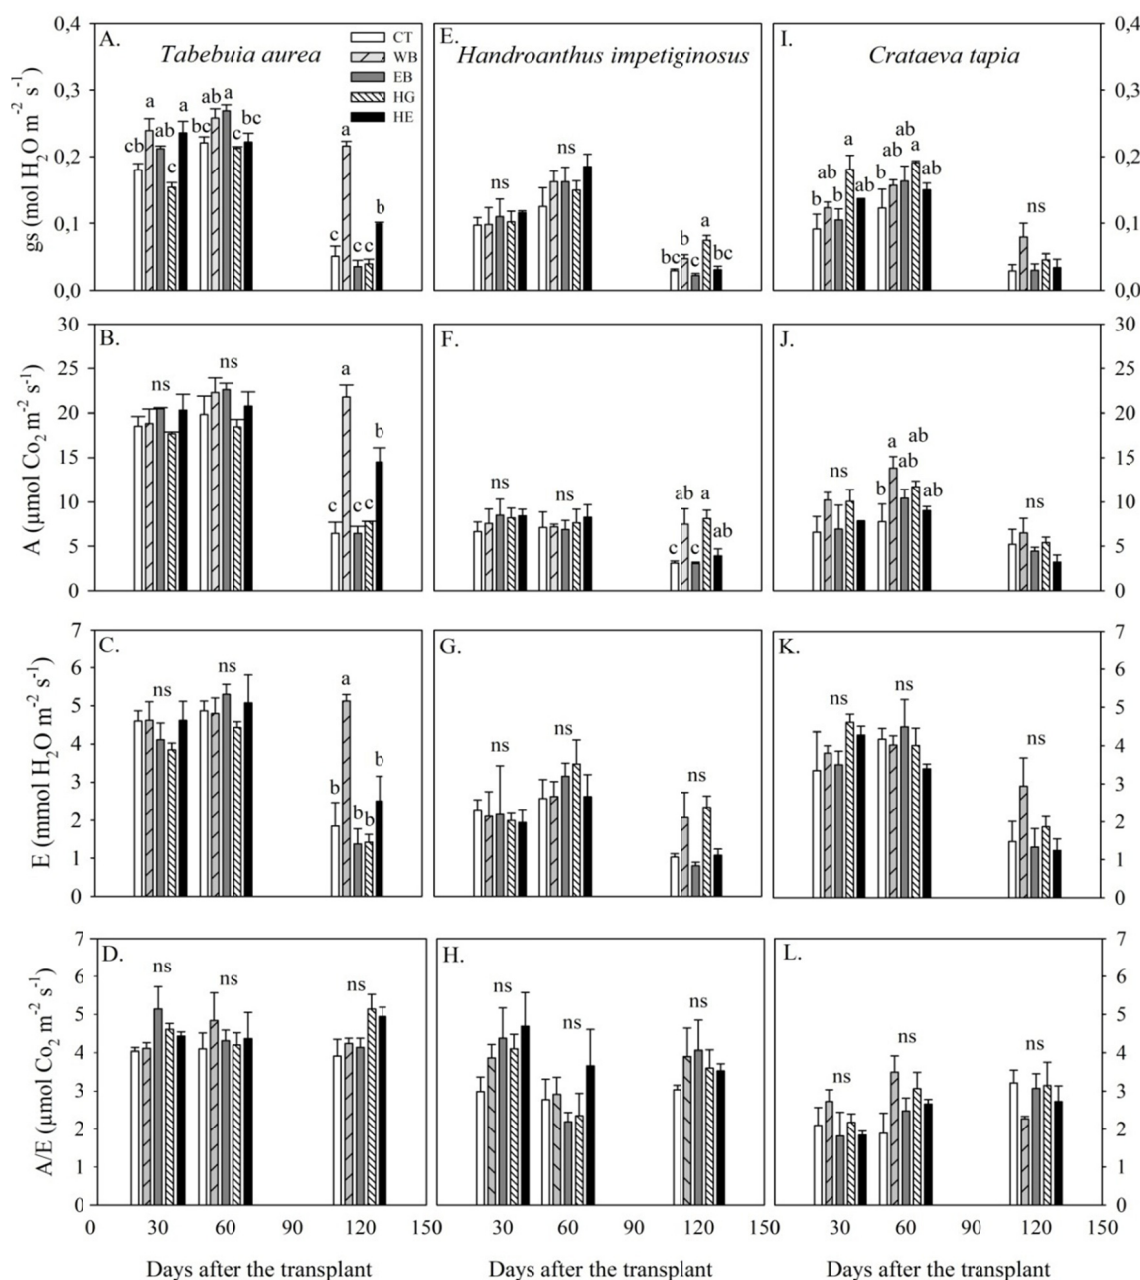 A.
Tabebuia aurea
CT
WB
EB
HG
HE
E.
Handroanthus impetiginosus
I.
Crataeva tapia
gs (mol H2O m-2 s-1)
0,4
0,3
0,2
0,1
0,0
cb a ab c a
bc ab a c bc
c a c c b
ns
ns
bc b c a bc
b ab b a ab
b ab ab a ab
ns
0,4
0,3
0,2
0,1
0,0
B.
F.
J.
A (µmol Co2 m-2 s-1)
30
25
20
15
10
5
0
ns
ns
c a c c b
ns
ns
c ab c a ab
ns
b a ab ab ab
ns
30
25
20
15
10
5
0
C.
G.
K.
E (mmol H2O m-2 s-1)
7
6
5
4
3
2
1
0
ns
ns
b a b b b
ns
ns
ns
ns
ns
ns
7
6
5
4
3
2
1
0
D.
H.
L.
A/E (µmol Co2 m-2 s-1)
7
6
5
4
3
2
1
0
ns
ns
ns
ns
ns
ns
ns
ns
ns
7
6
5
4
3
2
1
0
0 30 60 90 120 150
30 60 90 120 150
30 60 90 120 150
Days after the transplant
Days after the transplant
Days after the transplant